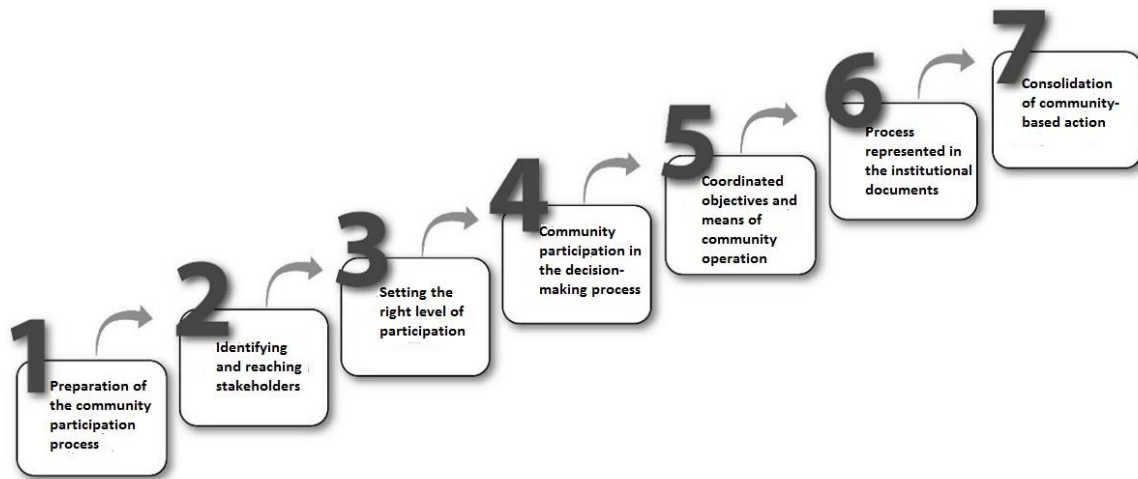 1
Preparation of
the community
participation
process
2
Identifying
and reaching
stakeholders
3
Setting the
right level of
participation
4
Community
participation in
the decision-
making process
5
Coordinated
objectives and
means of
community
operation
6
Process
represented in
the institutional
documents
7
Consolidation
of community-
based action